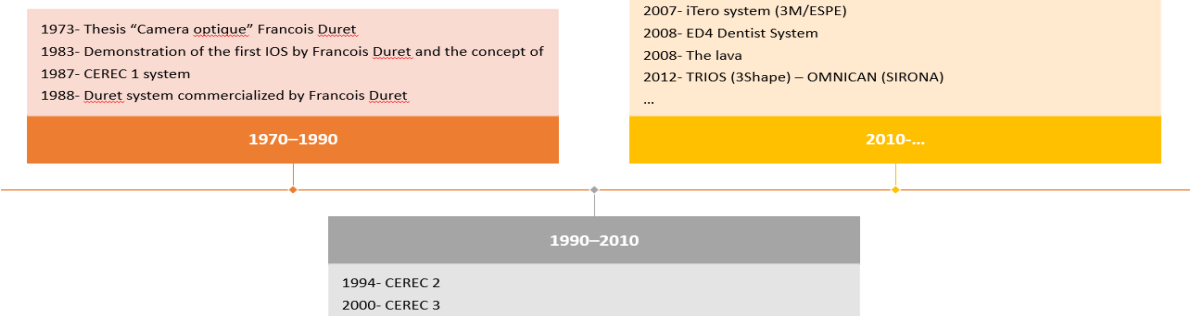 1973- Thesis “Camera optique” Francois Duret
1983- Demonstration of the first IOS by Francois Duret and the concept of
1987- CEREC 1 system
1988- Duret system commercialized by Francois Duret
1970–1990
2007- iTero system (3M/ESPE)
2008- ED4 Dentist System
2008- The lava
2012- TRIOS (3Shape) – OMNICAN (SIRONA)
...
2010-...
1990–2010
1994- CEREC 2
2000- CEREC 3